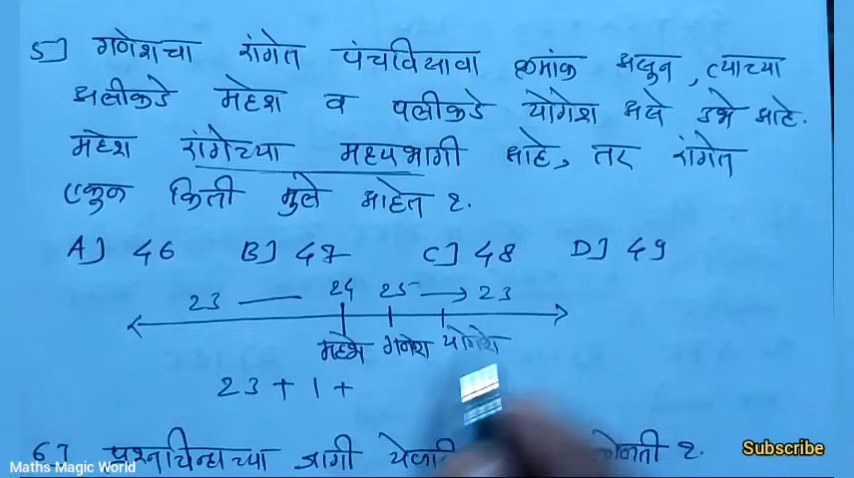 5] गणेशचा रांगेत पंचविसावा क्रमांक असून, त्याच्या
अलीकडे महेश व पलीकडे योगेश असे उभे आहे.
महेश रांगेच्या मध्यभागी आहे, तर रांगेत
एकूण किती मुले आहेत ?.
A] 46 B] 47 C] 48 D] 49
23 — 24 25 → 23
महेश गणेश योगेश
23 + 1 +
6] प्रश्नचिन्हाच्या जागी कोणती ?.
Subscribe
Maths Magic World